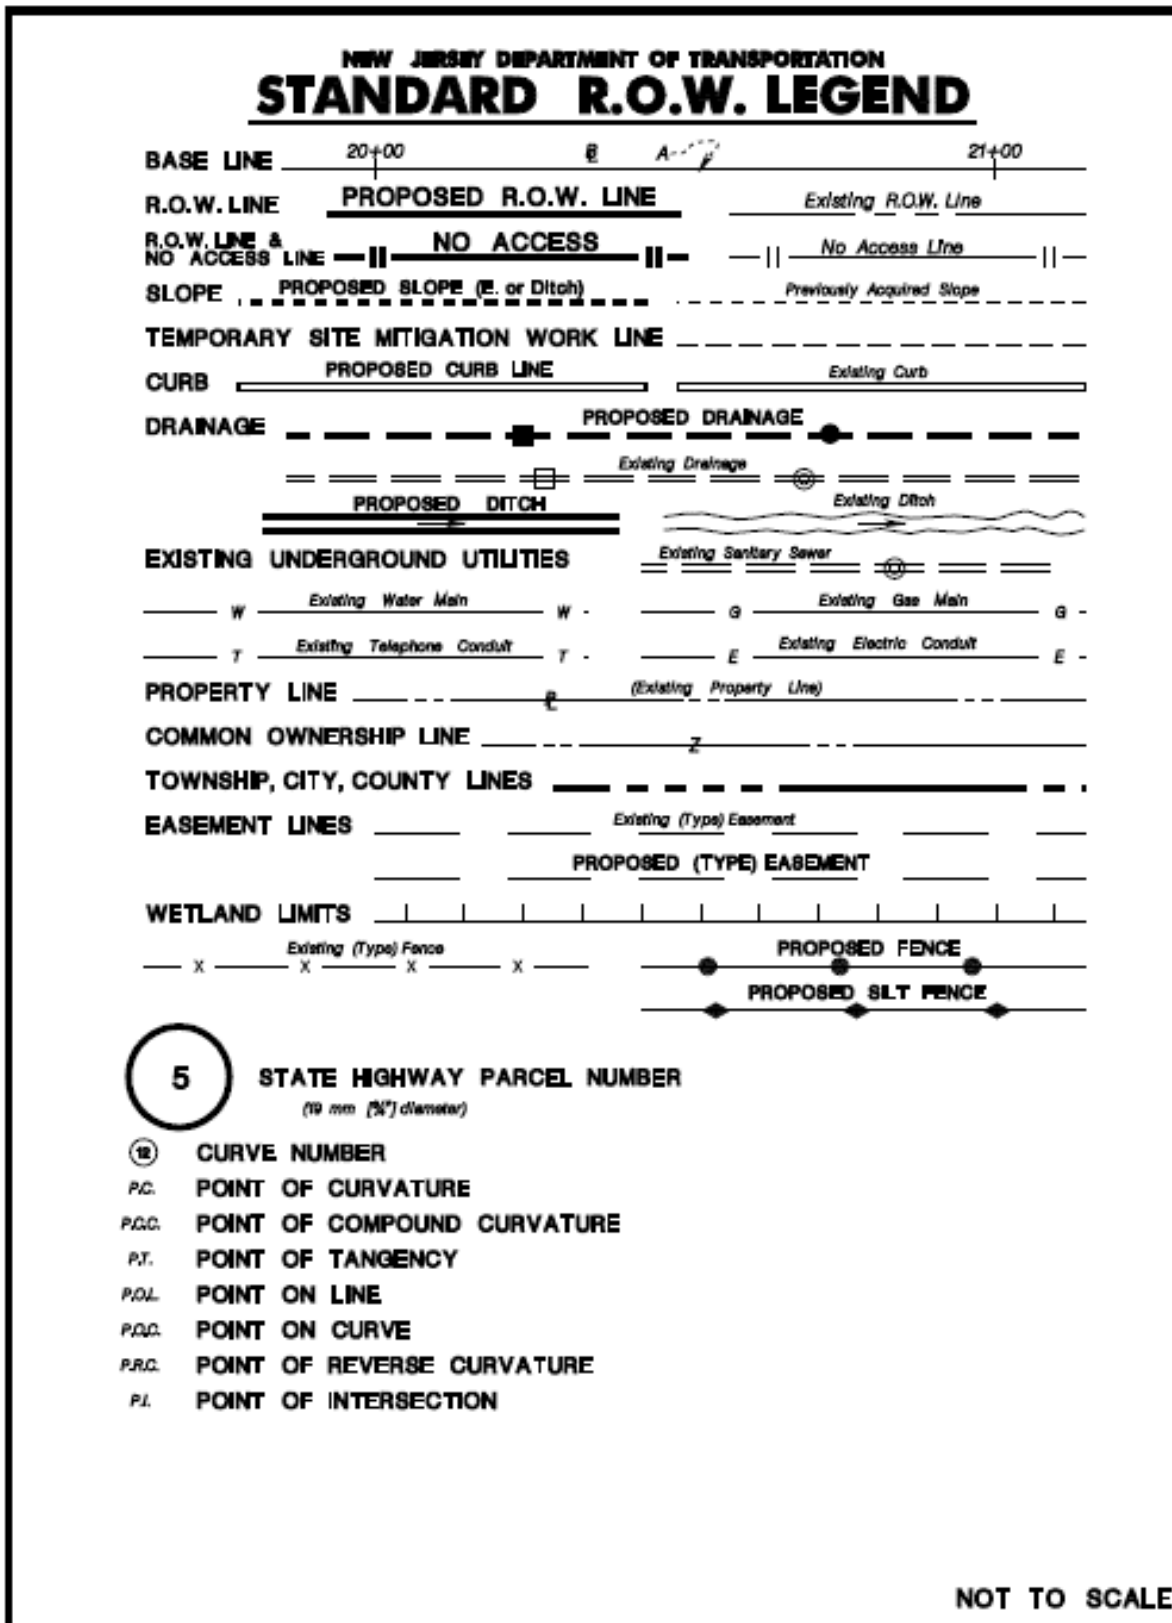 NEW JERSEY DEPARTMENT OF TRANSPORTATION
STANDARD R.O.W. LEGEND
BASE LINE 20+00 A 21+00
R.O.W. LINE PROPOSED R.O.W. LINE Existing R.O.W. Line
R.O.W. LINE &
NO ACCESS LINE NO ACCESS No Access Line
SLOPE PROPOSED SLOPE (E. or Ditch) Previously Acquired Slope
TEMPORARY SITE MITIGATION WORK LINE
CURB PROPOSED CURB LINE Existing Curb
DRAINAGE PROPOSED DRAINAGE
Existing Drainage
PROPOSED DITCH Existing Ditch
EXISTING UNDERGROUND UTILITIES Existing Sanitary Sewer
W Existing Water Main W G Existing Gas Main G
T Existing Telephone Conduit T E Existing Electric Conduit E
PROPERTY LINE (Existing Property Line)
COMMON OWNERSHIP LINE Z
TOWNSHIP, CITY, COUNTY LINES
EASEMENT LINES Existing (Type) Easement
PROPOSED (TYPE) EASEMENT
WETLAND LIMITS
Existing (Type) Fence PROPOSED FENCE
X X X X
PROPOSED SILT FENCE
5 STATE HIGHWAY PARCEL NUMBER
(19 mm [¾"] diameter)
12 CURVE NUMBER
P.C. POINT OF CURVATURE
P.C.C. POINT OF COMPOUND CURVATURE
P.T. POINT OF TANGENCY
P.O.L. POINT ON LINE
P.O.C. POINT ON CURVE
P.R.C. POINT OF REVERSE CURVATURE
P.I. POINT OF INTERSECTION
NOT TO SCALE